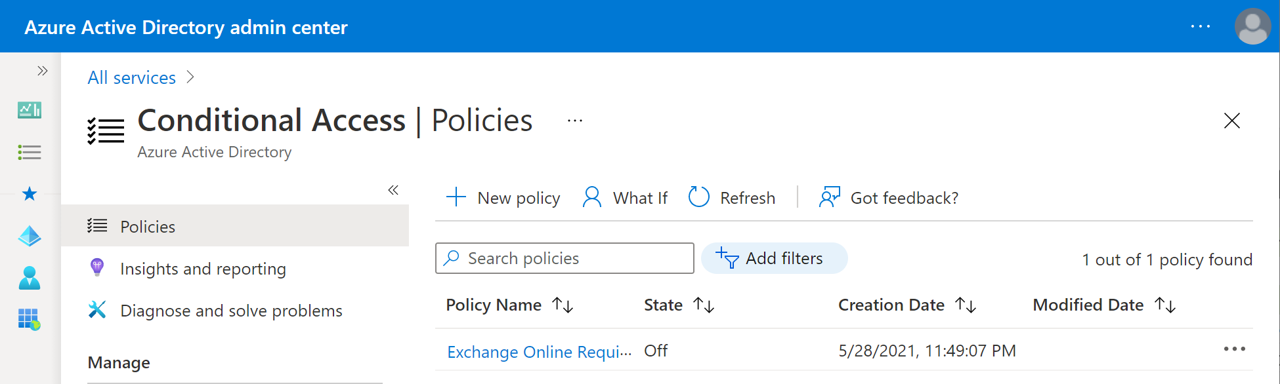 Azure Active Directory admin center
All services
Conditional Access | Policies
Azure Active Directory
New policy What If Refresh Got feedback?
Policies
Insights and reporting
Diagnose and solve problems
Manage
Search policies Add filters 1 out of 1 policy found
Policy Name State Creation Date Modified Date
Exchange Online Requi··· Off 5/28/2021, 11:49:07 PM